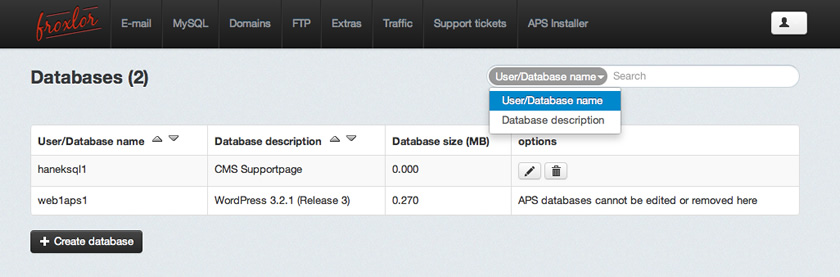 froxlor E-mail MySQL Domains FTP Extras Traffic Support tickets APS Installer
Databases (2)
User/Database name Search
User/Database name
Database description
User/Database name Database description Database size (MB) options
haneksql1 CMS Supportpage 0.000
web1aps1 WordPress 3.2.1 (Release 3) 0.270 APS databases cannot be edited or removed here
Create database